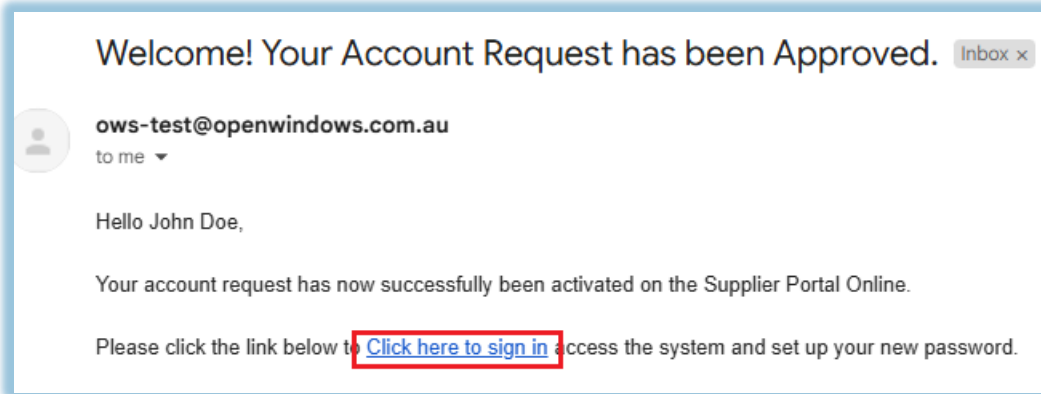 Welcome! Your Account Request has been Approved. Inbox x
ows-test@openwindows.com.au
to me
Hello John Doe,
Your account request has now successfully been activated on the Supplier Portal Online.
Please click the link below to Click here to sign in access the system and set up your new password.